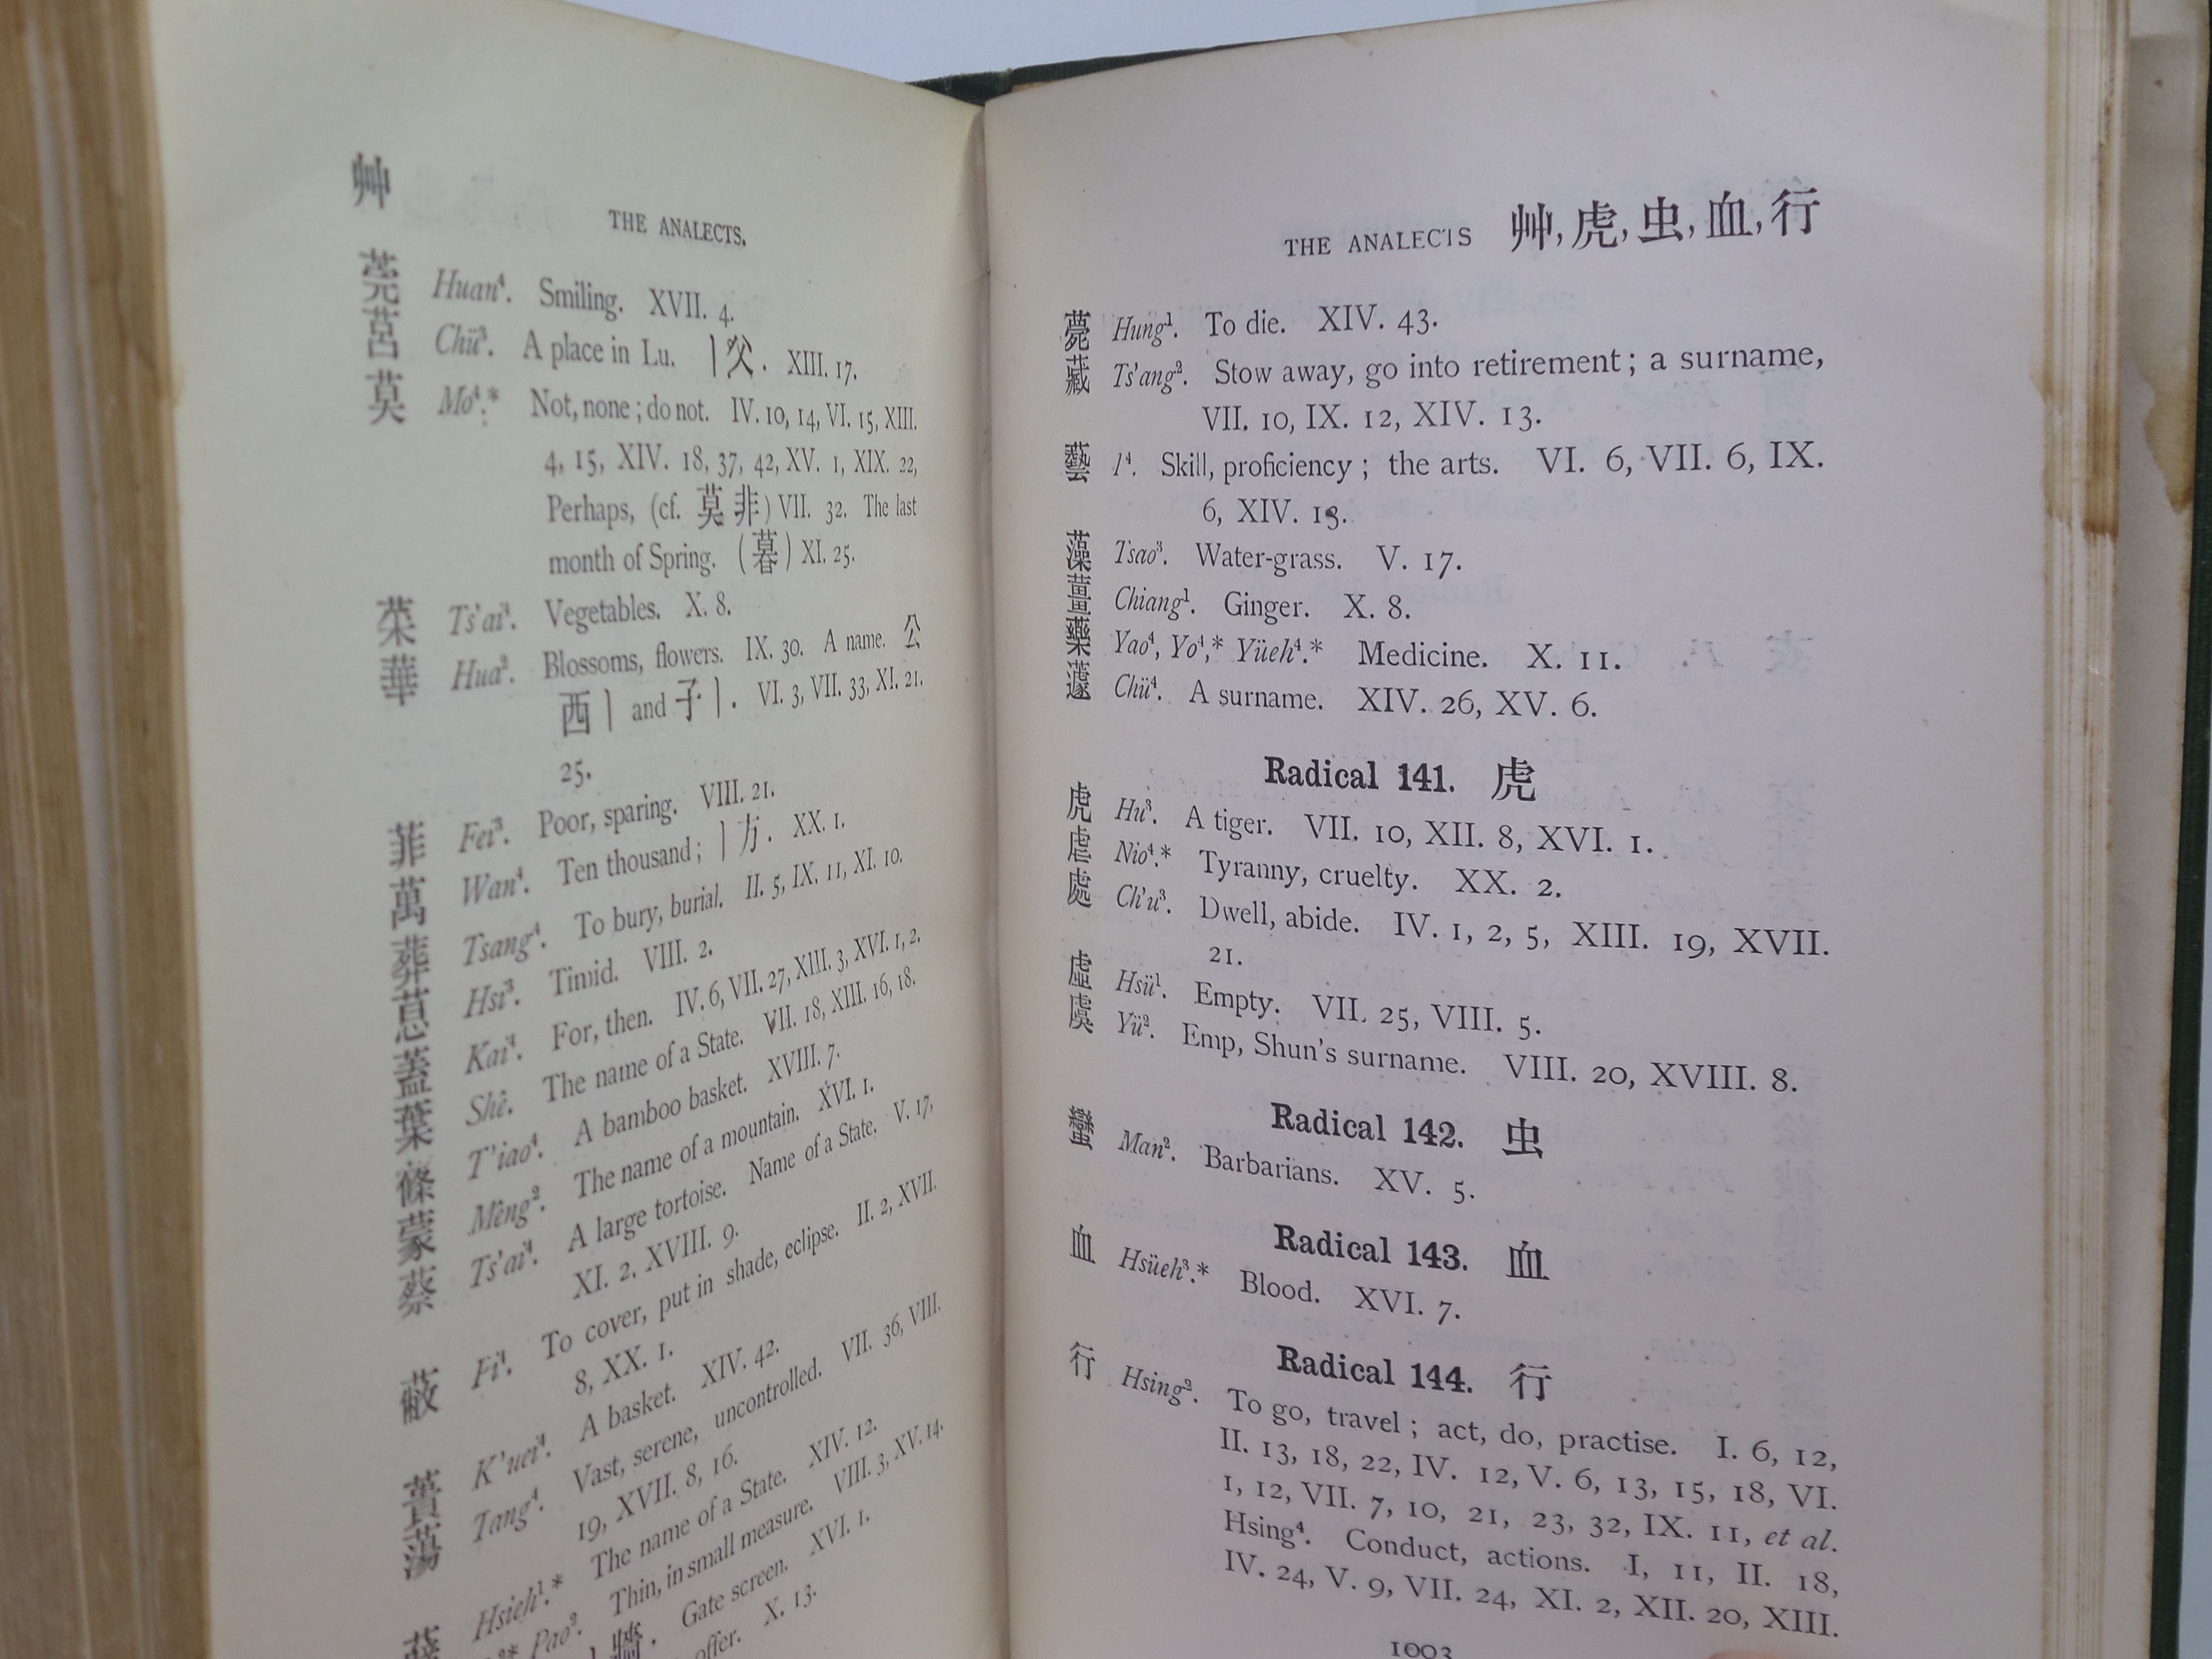 艸
THE ANALECTS.
莞 Huan⁴. Smiling. XVII. 4.
莒 Chü³. A place in Lu. 丨父. XIII. 17.
莫 Mo⁴.* Not, none; do not. IV. 10, 14, VI. 15, XIII.
4, 15, XIV. 18, 37, 42, XV. 1, XIX. 22,
Perhaps, (cf. 莫非) VII. 32. The last
month of Spring. (暮) XI. 25.
菜 Ts'ai⁴. Vegetables. X. 8.
華 Hua². Blossoms, flowers. IX. 30. A name. 公
西丨 and 子丨. VI. 3, VII. 33, XI. 21.
25.
菲 Fei³. Poor, sparing. VIII. 21.
萬 Wan⁴. Ten thousand; 丨方. XX. 1.
葬 Tsang⁴. To bury, burial. II. 5, IX. 11, XI. 10.
葸 Hsi³. Timid. VIII. 2.
蓋 Kai⁴. For, then. IV. 6, VII. 27, XIII. 3, XVI. 1, 2.
葉 Shê. The name of a State. VII. 18, XIII. 16, 18.
蓧 T'iao⁴. A bamboo basket. XVIII. 7.
蒙 Mêng². The name of a mountain. XVI. 1.
蔡 Ts'ai⁴. A large tortoise. Name of a State. V. 17,
XI. 2, XVIII. 9.
蔽 Fi⁴. To cover, put in shade, eclipse. II. 2, XVII.
8, XX. 1.
蕢 K'uei⁴. A basket. XIV. 42.
蕩 Tang⁴. Vast, serene, uncontrolled. VII. 36, VIII.
19, XVII. 8, 16.
薛 Hsieh¹.* The name of a State. XIV. 12.
Pao². Thin, in small measure. VIII. 3, XV. 14.
牆. Gate screen. XVI. 1.
offer. X. 13.
THE ANALECTS 艸, 虎, 虫, 血, 行
薨 Hung¹. To die. XIV. 43.
藏 Ts'ang². Stow away, go into retirement; a surname,
VII. 10, IX. 12, XIV. 13.
藝 I⁴. Skill, proficiency; the arts. VI. 6, VII. 6, IX.
6, XIV. 13.
藻 Tsao³. Water-grass. V. 17.
薑 Chiang¹. Ginger. X. 8.
藥 Yao⁴, Yo⁴,* Yüeh⁴.* Medicine. X. 11.
蘧 Chü⁴. A surname. XIV. 26, XV. 6.
Radical 141. 虎
虎 Hu³. A tiger. VII. 10, XII. 8, XVI. 1.
虐 Nio⁴.* Tyranny, cruelty. XX. 2.
處 Ch'u³. Dwell, abide. IV. 1, 2, 5, XIII. 19, XVII.
21.
虛 Hsü¹. Empty. VII. 25, VIII. 5.
虞 Yü². Emp, Shun's surname. VIII. 20, XVIII. 8.
Radical 142. 虫
蠻 Man². Barbarians. XV. 5.
Radical 143. 血
血 Hsüeh³.* Blood. XVI. 7.
Radical 144. 行
行 Hsing². To go, travel; act, do, practise. I. 6, 12,
II. 13, 18, 22, IV. 12, V. 6, 13, 15, 18, VI.
1, 12, VII. 7, 10, 21, 23, 32, IX. 11, et al.
Hsing⁴. Conduct, actions. I, 11, II. 18,
IV. 24, V. 9, VII. 24, XI. 2, XII. 20, XIII.
1003